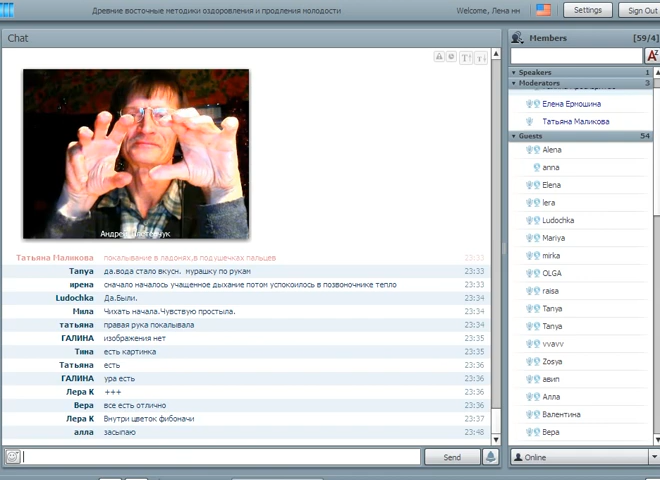 Древние восточные методики оздоровления и продления молодости
Welcome, Лена нн
Settings
Sign Out
Chat
Андрей
Татьяна Маликова покалывание в ладонях,в подушечках пальцев 23:33
Tanya да.вода стало вкусн. мурашку по рукам 23:33
ирена сначало началось учащенное дыхание потом успокоилось в позвоночнике тепло 23:33
Ludochka Да.Были. 23:34
Мила Чихать начала.Чувствую простыла. 23:34
татьяна правая рука покалывала 23:34
ГАЛИНА изображения нет 23:35
Тина есть картинка 23:35
Татьяна есть 23:36
ГАЛИНА ура есть 23:36
Лера К +++ 23:36
Вера все есть отлично 23:36
Лера К Внутри цветок фибоначи 23:37
алла засыпаю 23:48
Send
Members [59/4]
Speakers 1
Moderators 3
Елена Ермошина
Татьяна Маликова
Guests 54
Alena
anna
Elena
lera
Ludochka
Mariya
mirka
OLGA
raisa
Tanya
Tanya
vvavv
Zosya
авип
Алла
Валентина
Вера
Online